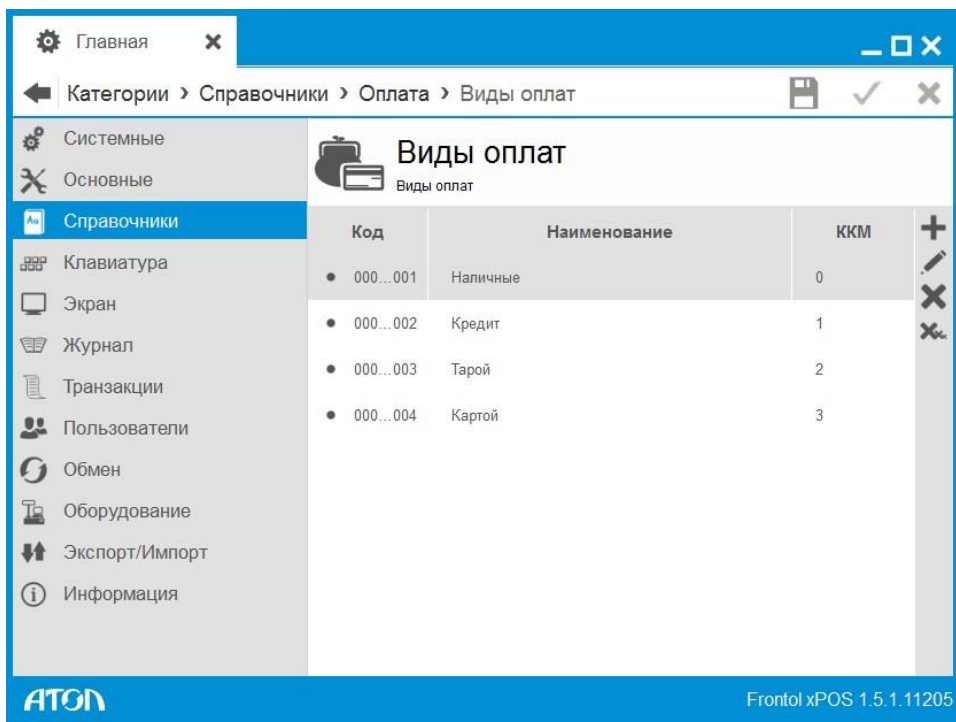 Главная
Категории › Справочники › Оплата › Виды оплат
Системные
Основные
Справочники
Клавиатура
Экран
Журнал
Транзакции
Пользователи
Обмен
Оборудование
Экспорт/Импорт
Информация
Виды оплат
Виды оплат
Код Наименование ККМ
000...001 Наличные 0
000...002 Кредит 1
000...003 Тарой 2
000...004 Картой 3
АТОЛ
Frontol xPOS 1.5.1.11205